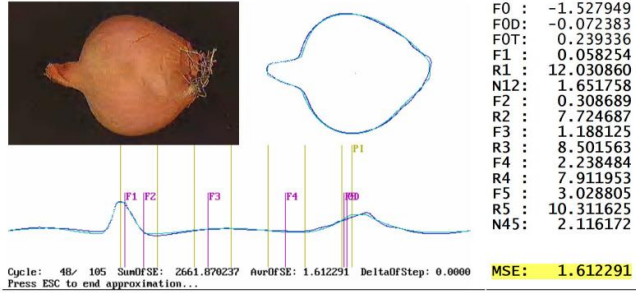 F0 : -1.527949
F0D: -0.072383
F0T: 0.239336
F1 : 0.058254
R1 : 12.030860
N12: 1.651758
F2 : 0.308689
R2 : 7.724687
F3 : 1.188125
R3 : 8.501563
F4 : 2.238484
R4 : 7.911953
F5 : 3.028805
R5 : 10.311625
N45: 2.116172
MSE: 1.612291
F1
F1 F2 F3 F4
Cycle: 48/ 105 SumOfSE: 2661.870237 AvrOfSE: 1.612291 DeltaOfStep: 0.0000
Press ESC to end approximation...